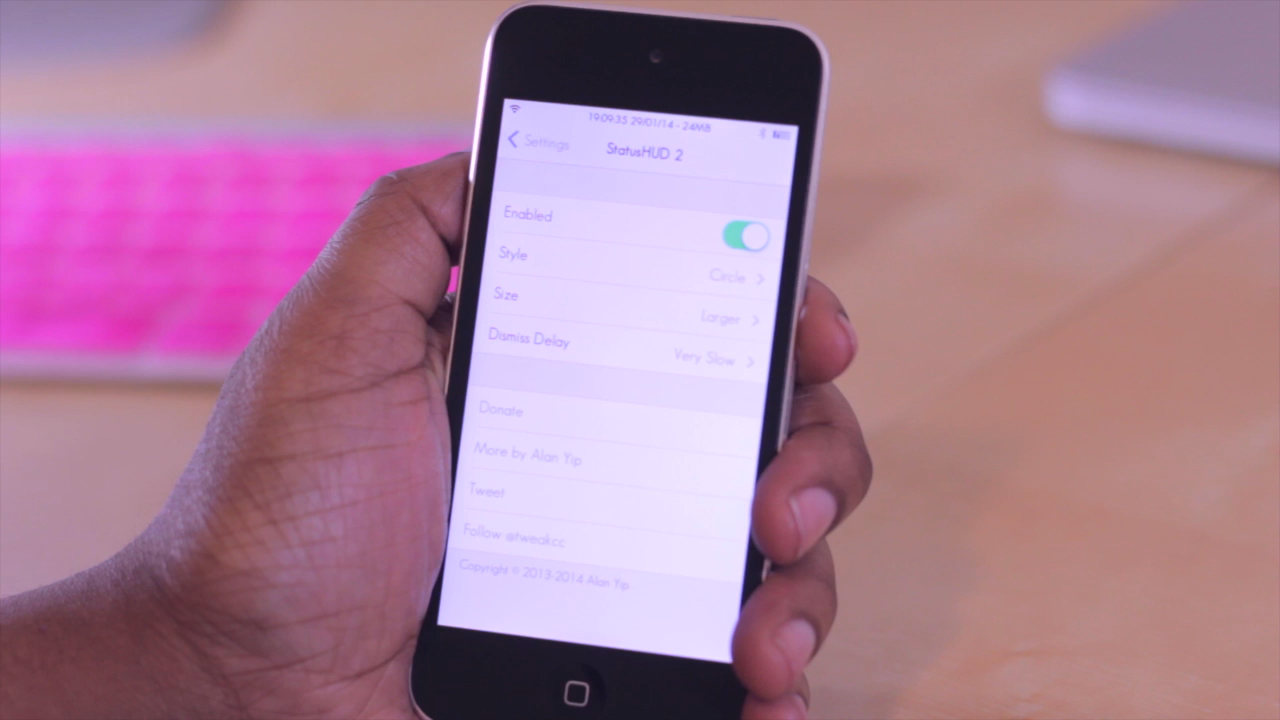 19:09:35 29/01/14 - 24MB
Settings
StatusHUD 2
Enabled
Style Circle
Size Larger
Dismiss Delay Very Slow
Donate
More by Alan Yip
Tweet
Follow @tweakcc
Copyright © 2013-2014 Alan Yip